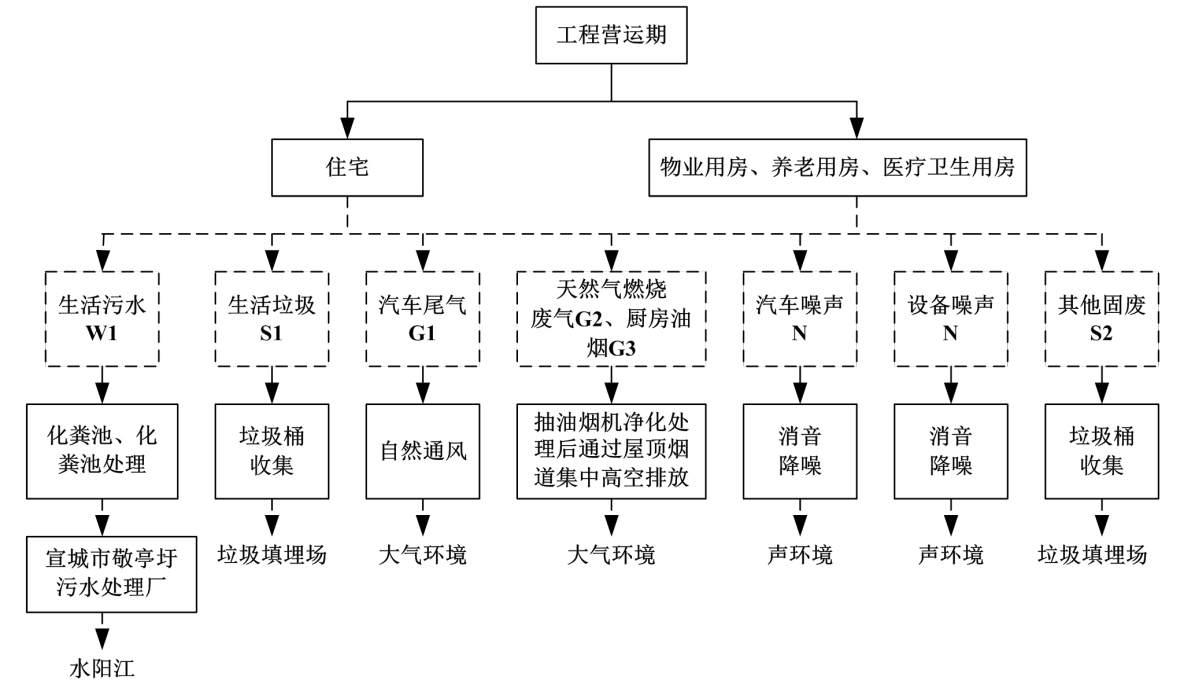 工程营运期
住宅
物业用房、养老用房、医疗卫生用房
生活污水
W1
生活垃圾
S1
汽车尾气
G1
天然气燃烧
废气G2、厨房油
烟G3
汽车噪声
N
设备噪声
N
其他固废
S2
化粪池、化
粪池处理
垃圾桶
收集
自然通风
抽油烟机净化处
理后通过屋顶烟
道集中高空排放
消音
降噪
消音
降噪
垃圾桶
收集
宣城市敬亭圩
污水处理厂
垃圾填埋场
大气环境
大气环境
声环境
声环境
垃圾填埋场
水阳江